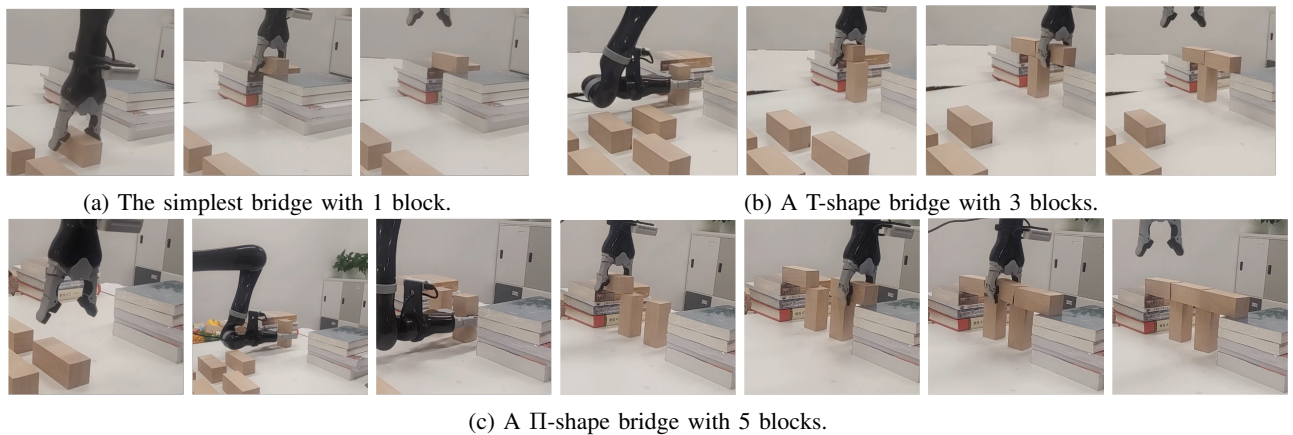 (a) The simplest bridge with 1 block.
(b) A T-shape bridge with 3 blocks.
(c) A Π-shape bridge with 5 blocks.